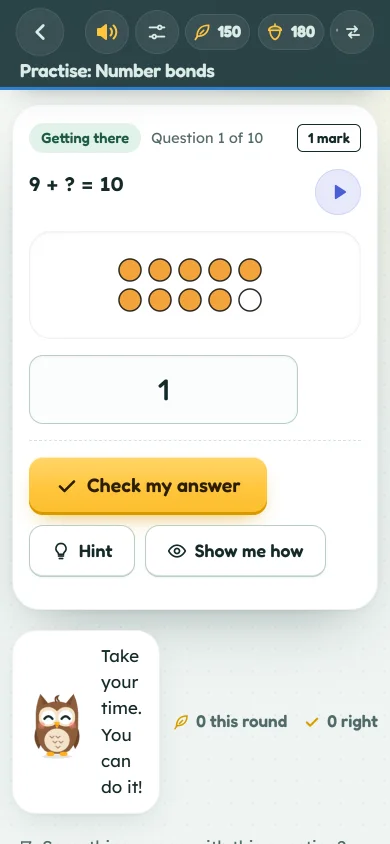 150
180
Practise: Number bonds
Getting there
Question 1 of 10
1 mark
9 + ? = 10
1
Check my answer
Hint
Show me how
Take
your
time.
You
can
do it!
0 this round
0 right